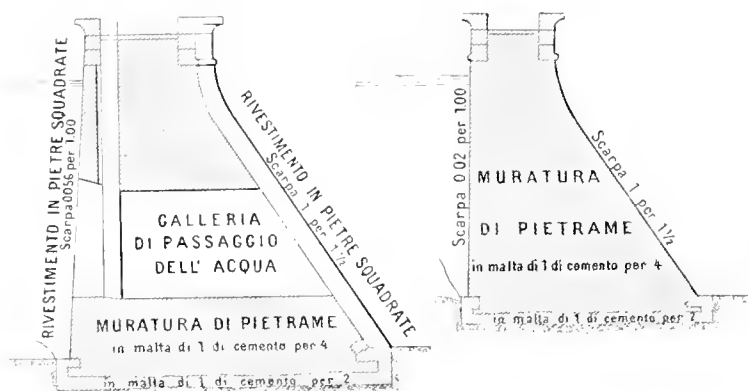 RIVESTIMENTO IN PIETRE SQUADRATE
Scarpa 0056 per 1.00
GALLERIA
DI PASSAGGIO
DELL' ACQUA
RIVESTIMENTO IN PIETRE SQUADRATE
Scarpa 1 per 1½
MURATURA DI PIETRAME
in malta di 1 di cemento per 4
in malta di 1 di cemento per 2
Scarpa 0.02 per 1.00
MURATURA
DI PIETRAME
in malta di 1 di cemento per 4
Scarpa 1 per 1½
in malta di 1 di cemento per 2